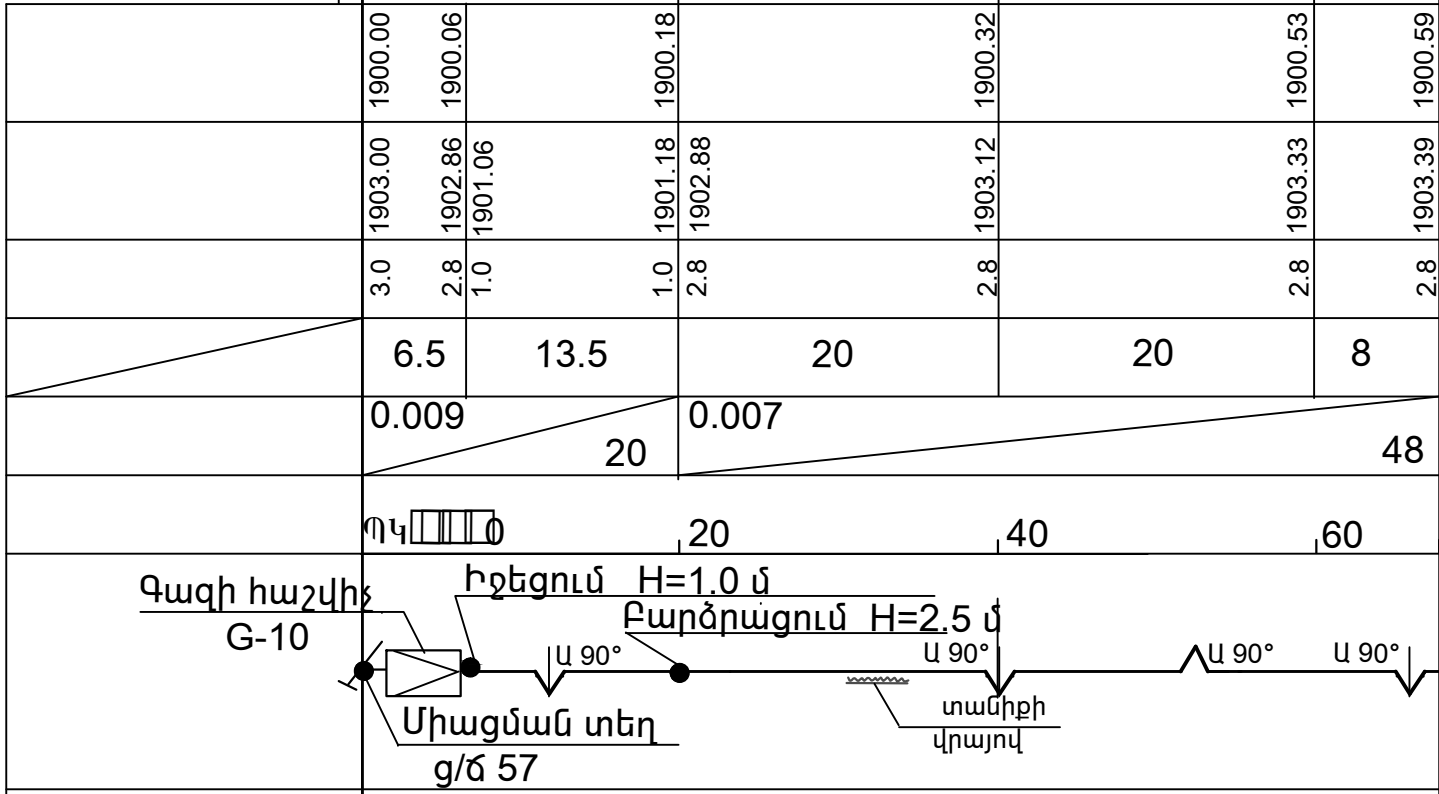 1900.00 1900.06 1900.18 1900.32 1900.53 1900.59
1903.00 1902.86 1901.06 1901.18 1902.88 1903.12 1903.33 1903.39
3.0 2.8 1.0 1.0 2.8 2.8 2.8 2.8
6.5 13.5 20 20 8
0.009 20 0.007 48
ՊԿ 0 20 40 60
Գազի հաշվիչ
G-10
Իջեցում H=1.0 մ
Բարձրացում H=2.5 մ
Ա 90° Ա 90° Ա 90° Ա 90°
տանիքի
վրայով
Միացման տեղ
գ/ճ 57